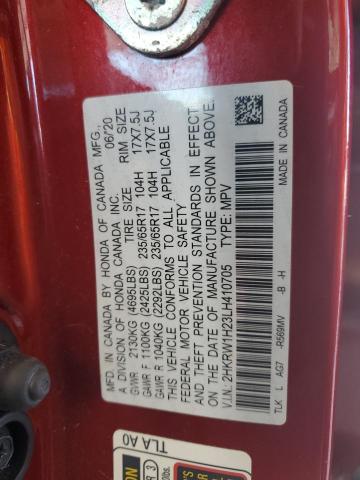 MFD. IN CANADA BY HONDA OF CANADA MFG.,
A DIVISION OF HONDA CANADA INC. 06/20
TIRE SIZE RIM SIZE
GVWR 2130KG (4695LBS)
GAWR F 1100KG (2425LBS) 235/65R17 104H 17X7.5J
GAWR R 1040KG (2292LBS) 235/65R17 104H 17X7.5J
THIS VEHICLE CONFORMS TO ALL APPLICABLE
FEDERAL MOTOR VEHICLE SAFETY
AND THEFT PREVENTION STANDARDS IN EFFECT
ON THE DATE OF MANUFACTURE SHOWN ABOVE.
V.I.N.: 2HKRW1H23LH410705 TYPE: MPV
TLK L AG7 -R569MV -B -H MADE IN CANADA
TLA A0